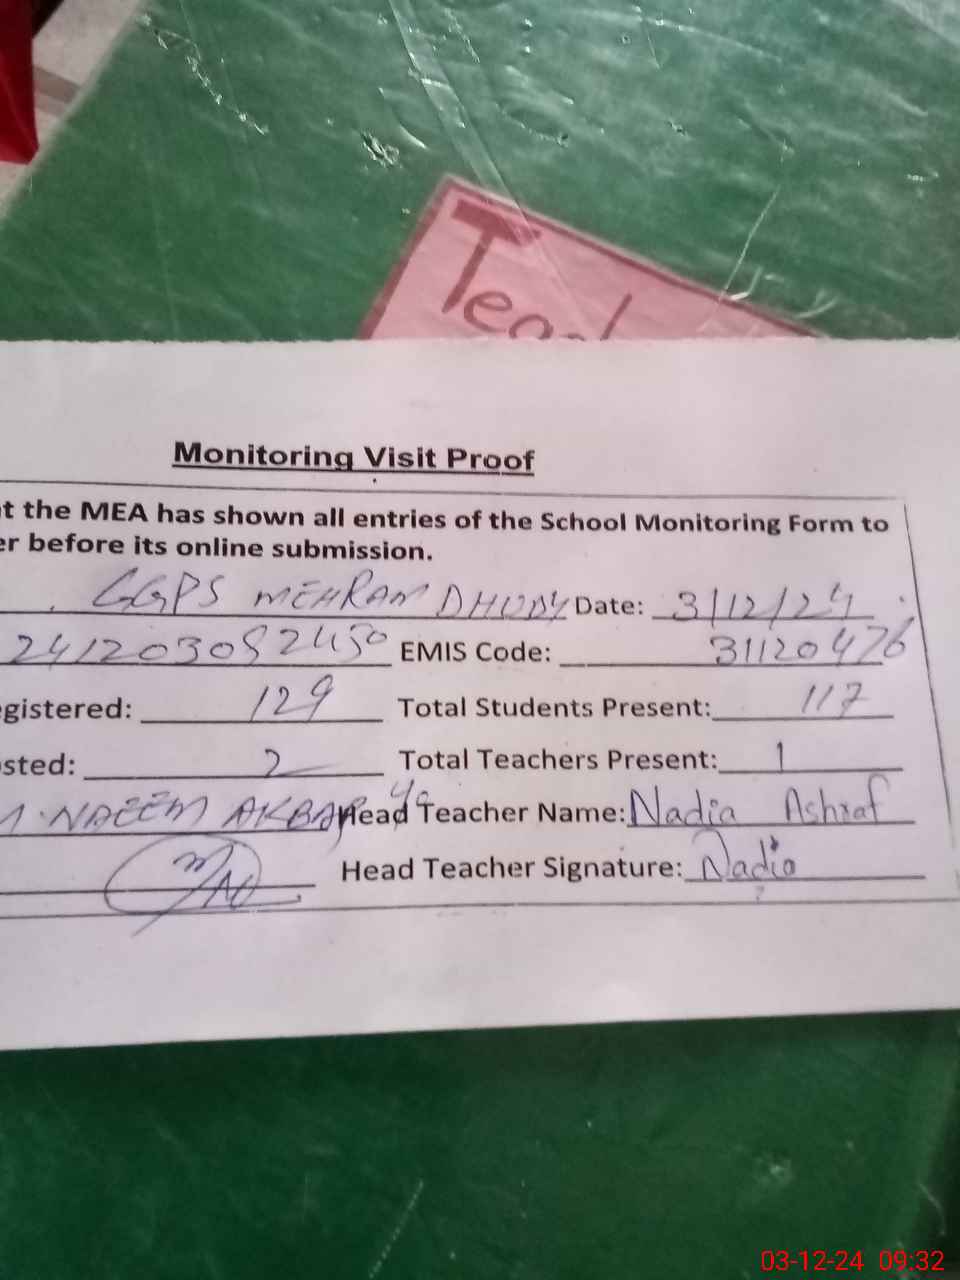 Teach
Monitoring Visit Proof
t the MEA has shown all entries of the School Monitoring Form to
er before its online submission.
GGPS MEHRAM DHUDY Date: 3/12/24
241203052450 EMIS Code: 31120476
egistered: 129 Total Students Present: 117
osted: 2 Total Teachers Present: 1
M. NAEEM AKBAR Head Teacher Name: Nadia Ashraf
Head Teacher Signature: Nadia
03-12-24 09:32